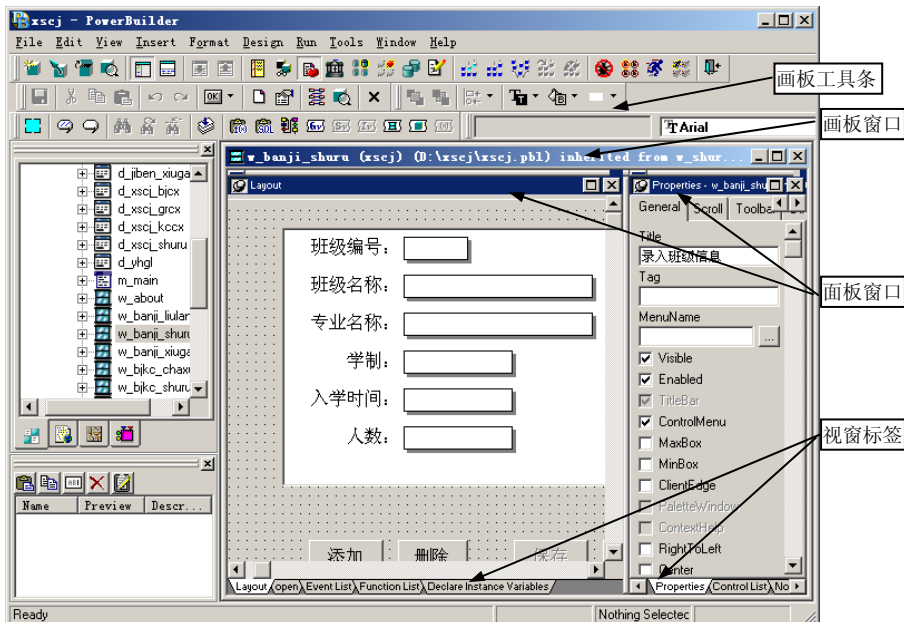 xscj - PowerBuilder
File Edit View Insert Format Design Run Tools Window Help
画板工具条
Arial
画板窗口
w_banji_shuru (xscj) (D:\xscj\xscj.pbl) inherited from w_shur...
d_jiben_xiuga
d_xscj_bjcx
d_xscj_grcx
d_xscj_kccx
d_xscj_shuru
d_yhgl
m_main
w_about
w_banji_liular
w_banji_shuru
w_banji_xiuga
w_bjkc_chaxu
w_bjkc_shuru
Layout
班级编号：
班级名称：
专业名称：
学制：
入学时间：
人数：
添加 删除 保存
Properties - w_banji_shu
General Scroll Toolba
Title
录入班级信息
Tag
MenuName
...
Visible
Enabled
TitleBar
ControlMenu
MaxBox
MinBox
ClientEdge
PaletteWindow
ContextHelp
RightToLeft
Center
面板窗口
视窗标签
Name Preview Descr...
Layout open Event List Function List Declare Instance Variables
Properties Control List No
Ready
Nothing Selectec